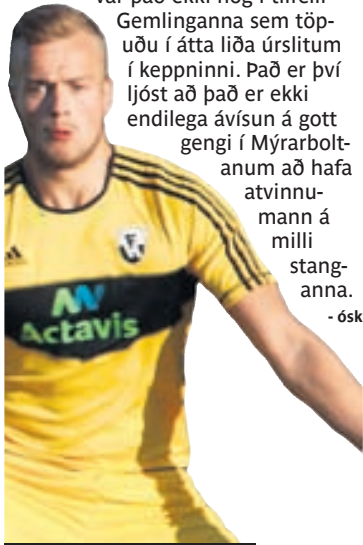 var það ekki nóg í tilfelli
Gemlinganna sem töp-
uðu í átta liða úrslitum
í keppninni. Það er því
ljóst að það er ekki
endilega ávísun á gott
gengi í Mýrarbolt-
anum að hafa
atvinnu-
mann á
milli
stang-
anna.
- ósk
Actavis